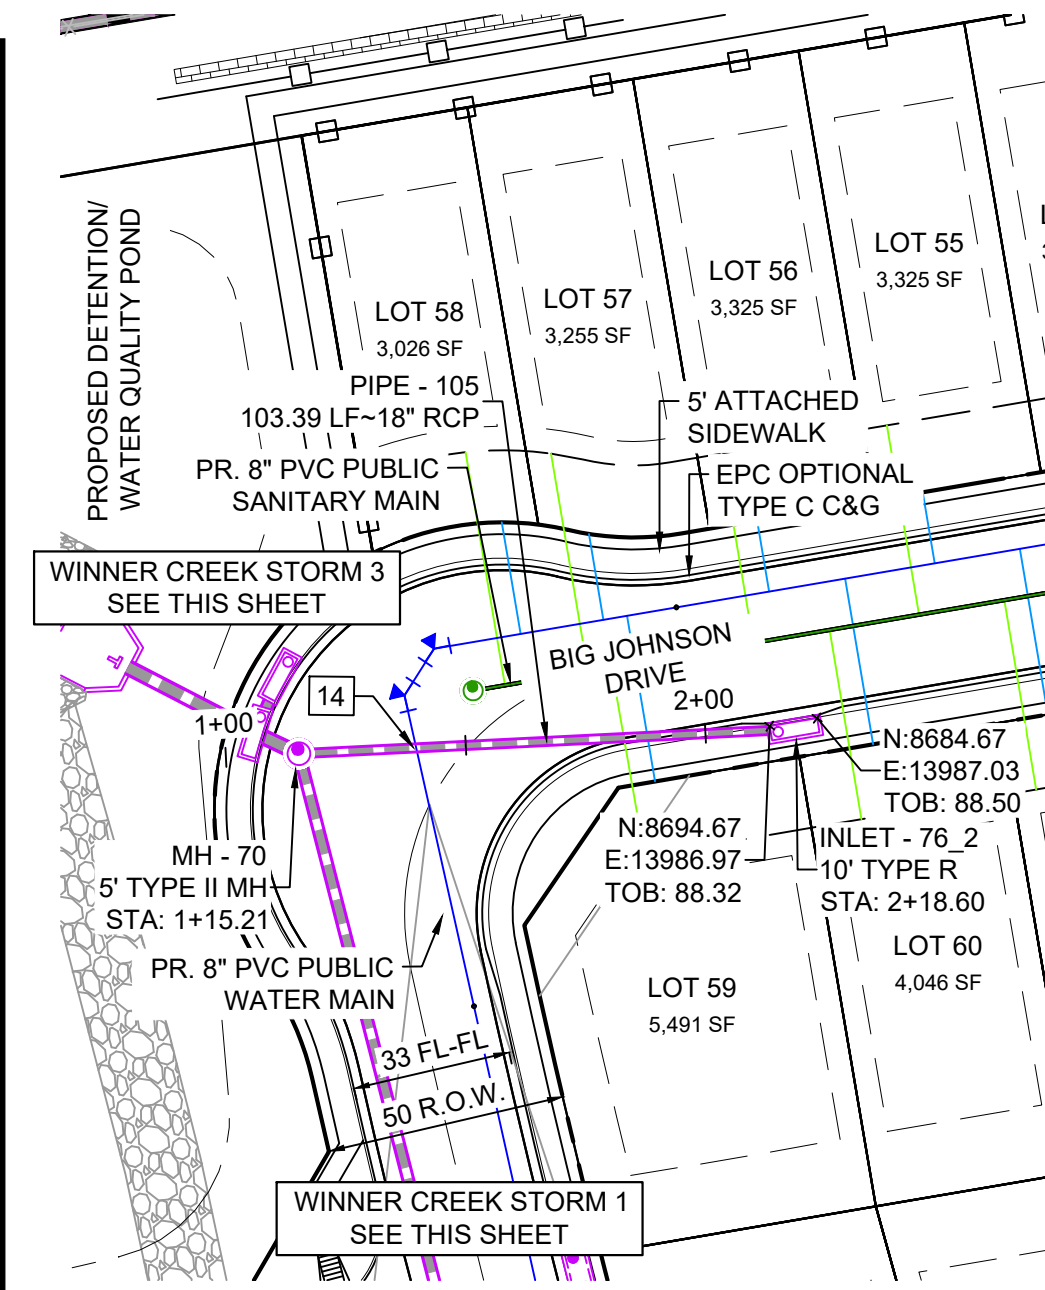 PROPOSED DETENTION/
WATER QUALITY POND
LOT 58
3,026 SF
LOT 57
3,255 SF
LOT 56
3,325 SF
LOT 55
3,325 SF
PIPE - 105
103.39 LF~18" RCP
PR. 8" PVC PUBLIC
SANITARY MAIN
5' ATTACHED
SIDEWALK
EPC OPTIONAL
TYPE C C&G
WINNER CREEK STORM 3
SEE THIS SHEET
BIG JOHNSON
DRIVE
14
1+00
2+00
N:8684.67
E:13987.03
TOB: 88.50
N:8694.67
E:13986.97
TOB: 88.32
INLET - 76_2
10' TYPE R
STA: 2+18.60
MH - 70
5' TYPE II MH
STA: 1+15.21
PR. 8" PVC PUBLIC
WATER MAIN
LOT 59
5,491 SF
LOT 60
4,046 SF
33 FL-FL
50 R.O.W.
WINNER CREEK STORM 1
SEE THIS SHEET